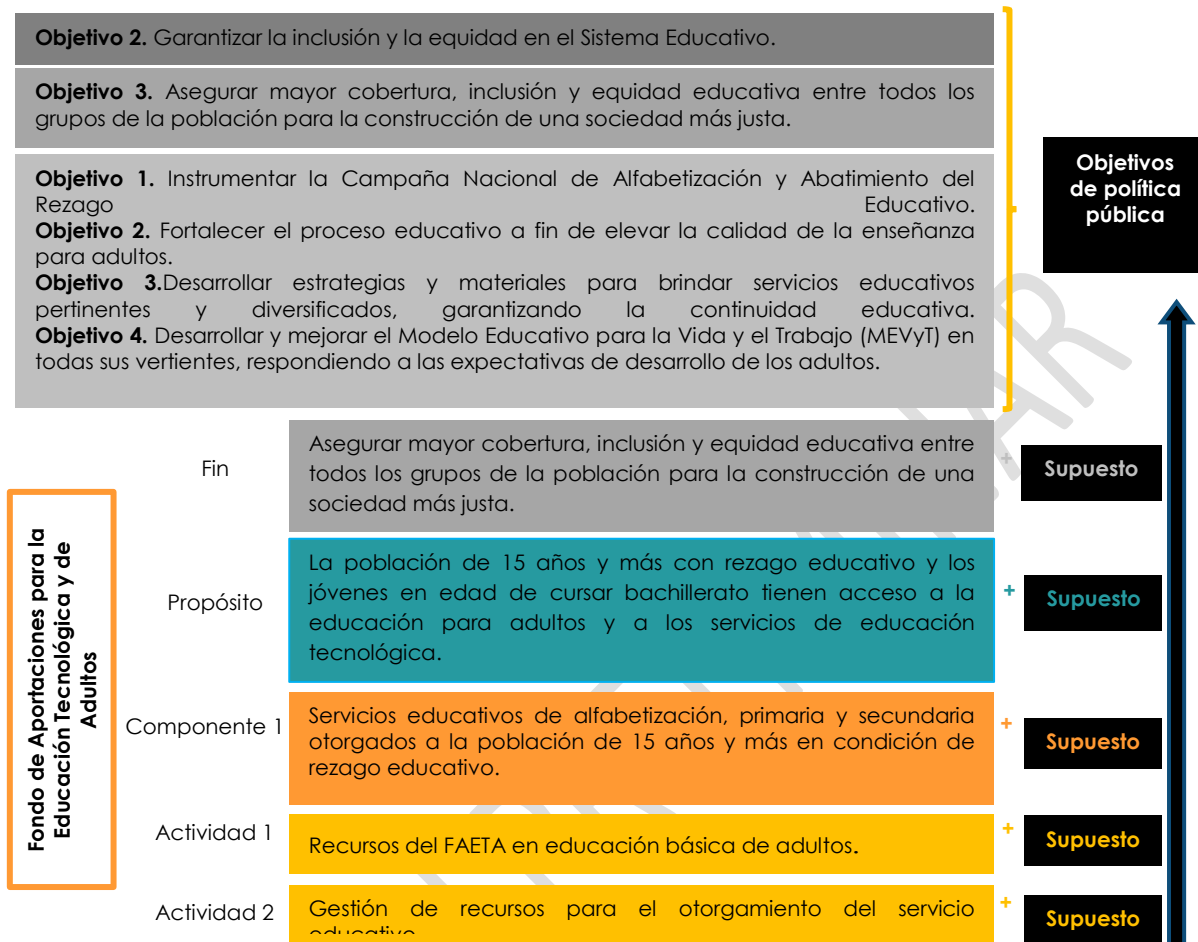 Objetivo 2. Garantizar la inclusión y la equidad en el Sistema Educativo.
Objetivo 3. Asegurar mayor cobertura, inclusión y equidad educativa entre todos los
grupos de la población para la construcción de una sociedad más justa.
Objetivo 1. Instrumentar la Campaña Nacional de Alfabetización y Abatimiento del
Rezago Educativo.
Objetivo 2. Fortalecer el proceso educativo a fin de elevar la calidad de la enseñanza
para adultos.
Objetivo 3.Desarrollar estrategias y materiales para brindar servicios educativos
pertinentes y diversificados, garantizando la continuidad educativa.
Objetivo 4. Desarrollar y mejorar el Modelo Educativo para la Vida y el Trabajo (MEVyT) en
todas sus vertientes, respondiendo a las expectativas de desarrollo de los adultos.
Objetivos
de política
pública
Fondo de Aportaciones para la
Educación Tecnológica y de
Adultos
Fin
Asegurar mayor cobertura, inclusión y equidad educativa entre
todos los grupos de la población para la construcción de una
sociedad más justa.
+
Supuesto
Propósito
La población de 15 años y más con rezago educativo y los
jóvenes en edad de cursar bachillerato tienen acceso a la
educación para adultos y a los servicios de educación
tecnológica.
+
Supuesto
Componente 1
Servicios educativos de alfabetización, primaria y secundaria
otorgados a la población de 15 años y más en condición de
rezago educativo.
+
Supuesto
Actividad 1
Recursos del FAETA en educación básica de adultos.
+
Supuesto
Actividad 2
Gestión de recursos para el otorgamiento del servicio
educativo
+
Supuesto